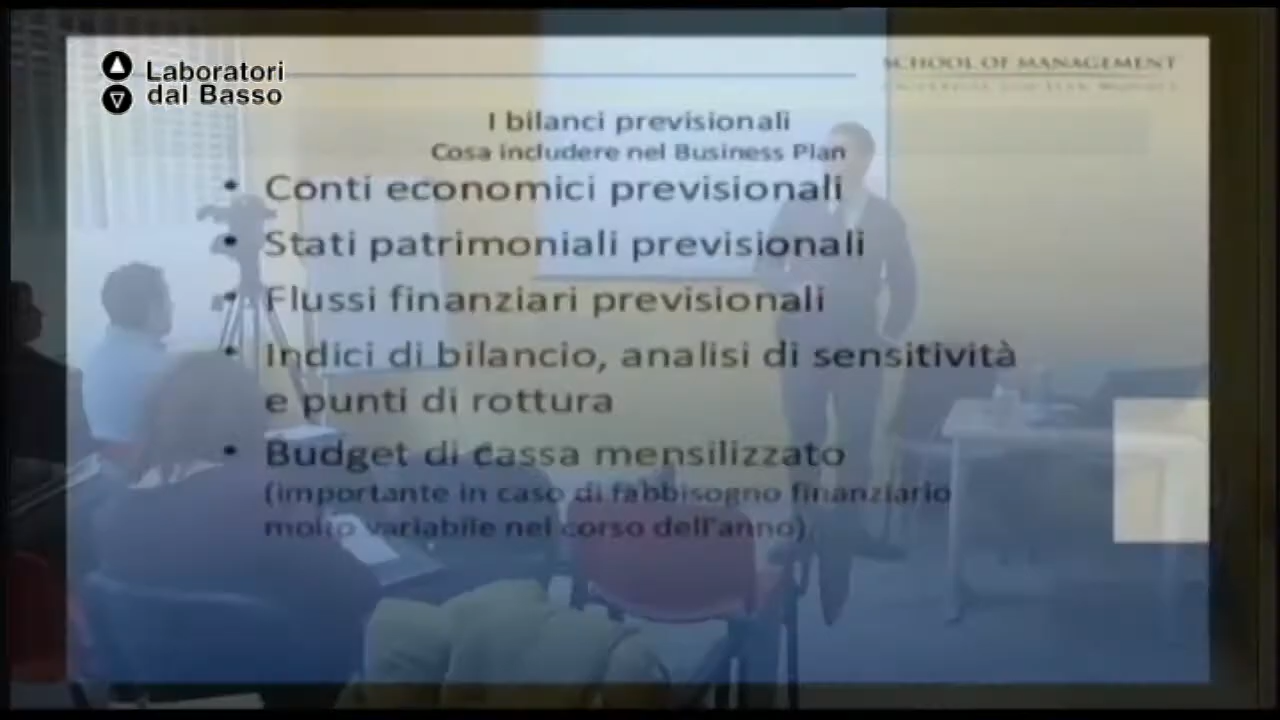 Laboratori
dal Basso
SCHOOL OF MANAGEMENT
I bilanci previsionali
Cosa includere nel Business Plan
• Conti economici previsionali
• Stati patrimoniali previsionali
• Flussi finanziari previsionali
• Indici di bilancio, analisi di sensitività
e punti di rottura
• Budget di cassa mensilizzato
(importante in caso di fabbisogno finanziario
molto variabile nel corso dell'anno)